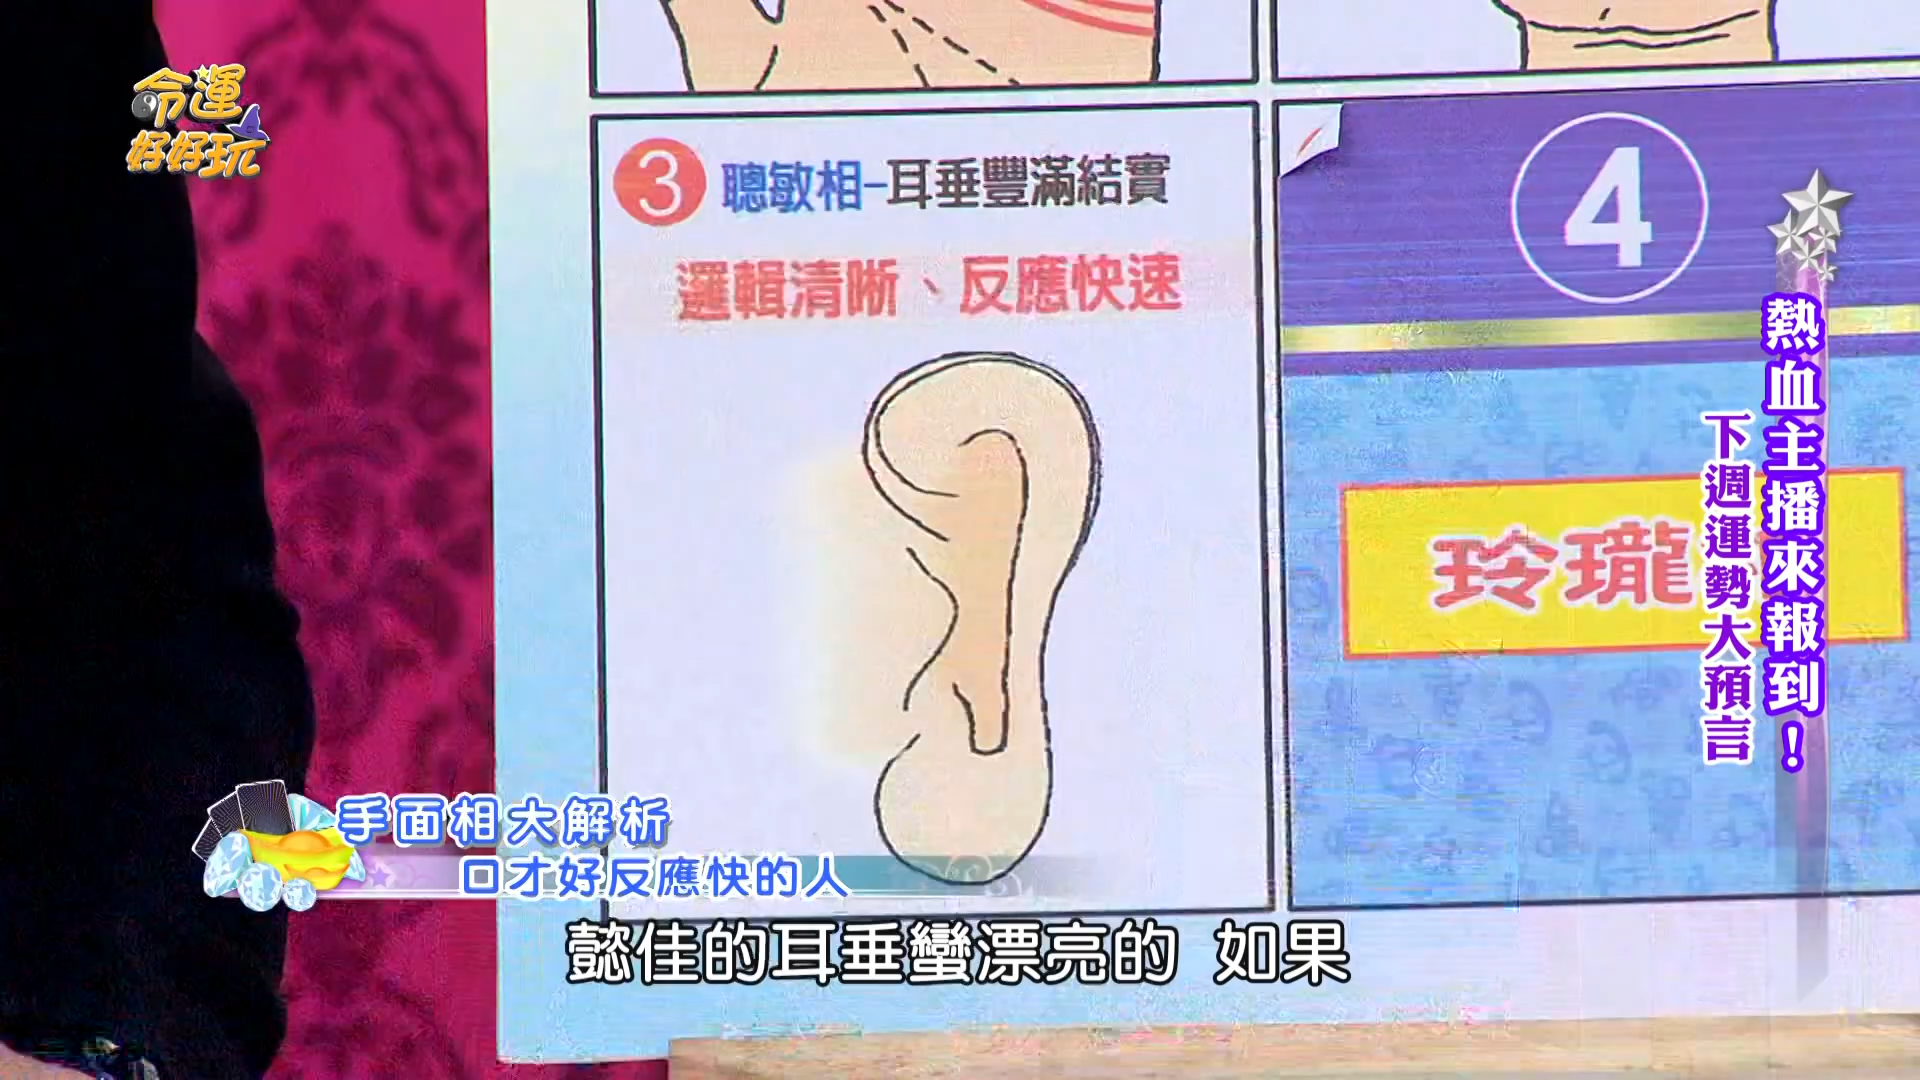 命運
好好玩
3 聰敏相-耳垂豐滿結實
邏輯清晰、反應快速
4
玲瓏
熱血主播來報到！
下週運勢大預言
手面相大解析
口才好反應快的人
懿佳的耳垂蠻漂亮的 如果